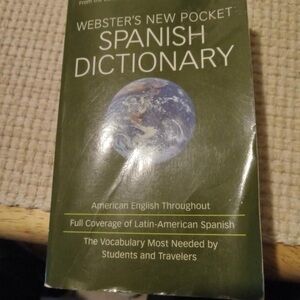 From the
WEBSTER'S NEW POCKET
SPANISH
DICTIONARY
American English Throughout
Full Coverage of Latin-American Spanish
The Vocabulary Most Needed by
Students and Travelers